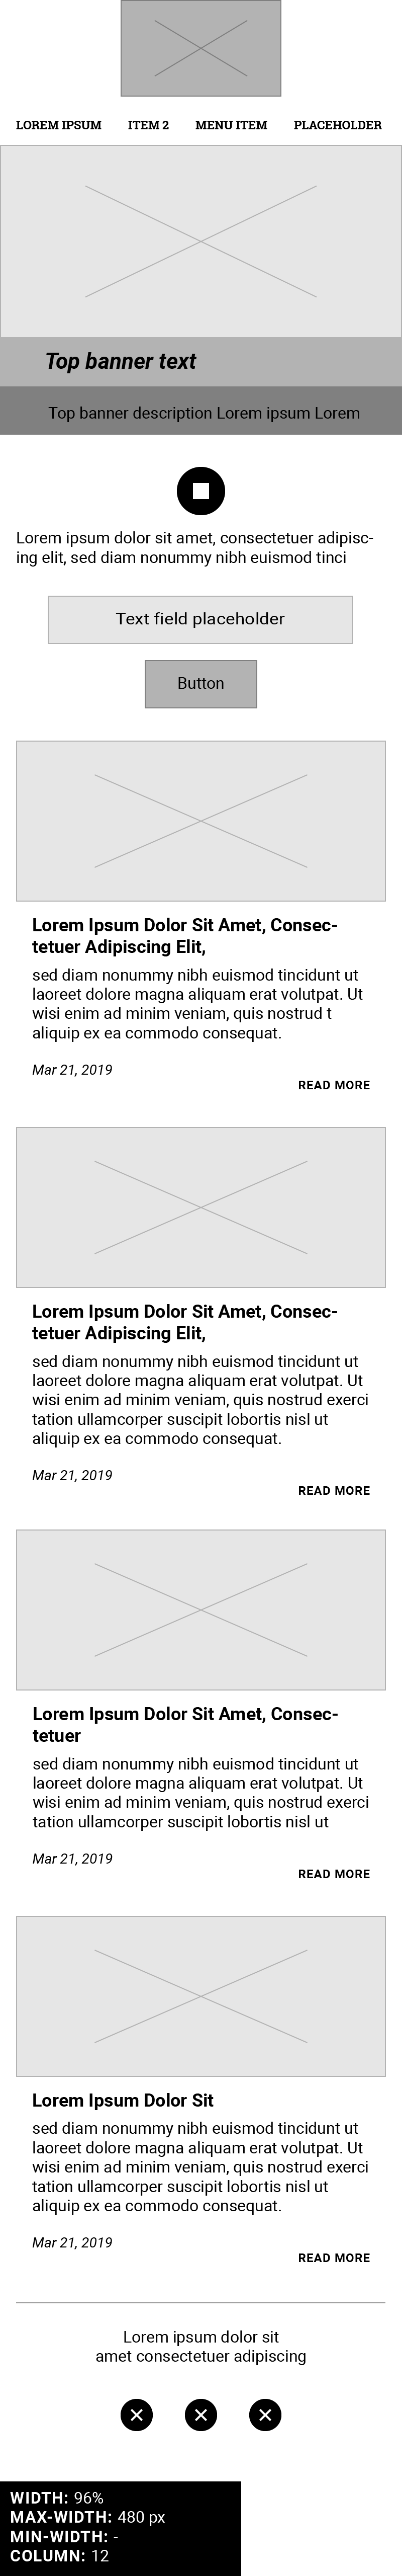 LOREM IPSUM ITEM 2 MENU ITEM PLACEHOLDER
Top banner text
Top banner description Lorem ipsum Lorem
Lorem ipsum dolor sit amet, consectetuer adipisc-
ing elit, sed diam nonummy nibh euismod tinci
Text field placeholder
Button
Lorem Ipsum Dolor Sit Amet, Consec-
tetuer Adipiscing Elit,
sed diam nonummy nibh euismod tincidunt ut
laoreet dolore magna aliquam erat volutpat. Ut
wisi enim ad minim veniam, quis nostrud t
aliquip ex ea commodo consequat.
Mar 21, 2019
READ MORE
Lorem Ipsum Dolor Sit Amet, Consec-
tetuer Adipiscing Elit,
sed diam nonummy nibh euismod tincidunt ut
laoreet dolore magna aliquam erat volutpat. Ut
wisi enim ad minim veniam, quis nostrud exerci
tation ullamcorper suscipit lobortis nisl ut
aliquip ex ea commodo consequat.
Mar 21, 2019
READ MORE
Lorem Ipsum Dolor Sit Amet, Consec-
tetuer
sed diam nonummy nibh euismod tincidunt ut
laoreet dolore magna aliquam erat volutpat. Ut
wisi enim ad minim veniam, quis nostrud exerci
tation ullamcorper suscipit lobortis nisl ut
Mar 21, 2019
READ MORE
Lorem Ipsum Dolor Sit
sed diam nonummy nibh euismod tincidunt ut
laoreet dolore magna aliquam erat volutpat. Ut
wisi enim ad minim veniam, quis nostrud exerci
tation ullamcorper suscipit lobortis nisl ut
aliquip ex ea commodo consequat.
Mar 21, 2019
READ MORE
Lorem ipsum dolor sit
amet consectetuer adipiscing
WIDTH: 96%
MAX-WIDTH: 480 px
MIN-WIDTH: -
COLUMN: 12